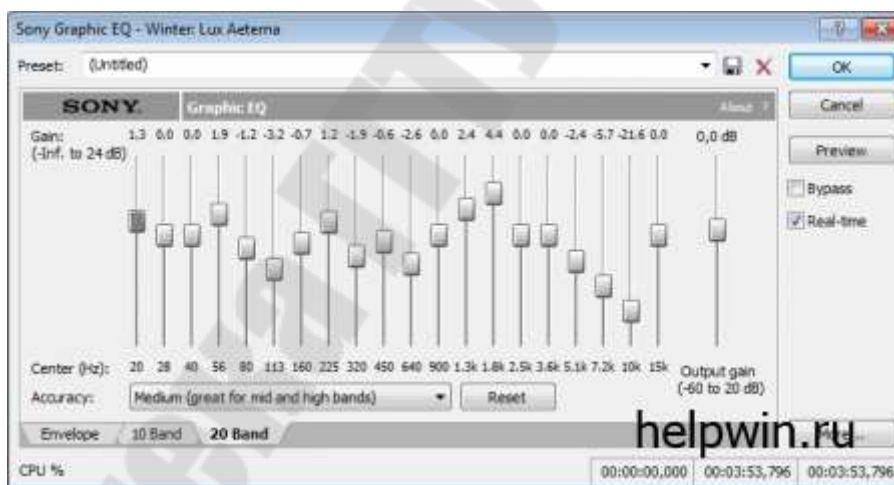 Sony Graphic EQ - Winter: Lux Aeterna
Preset: (Untitled)
OK
SONY. Graphic EQ About ?
Cancel
Gain: 1.3 0.0 0.0 1.9 -1.2 -3.2 -0.7 1.2 -1.9 -0.6 -2.6 0.0 2.4 4.4 0.0 0.0 -2.4 -5.7 -21.6 0.0 0,0 dB
(-Inf. to 24 dB)
Preview
Bypass
Real-time
Center (Hz): 20 28 40 56 80 113 160 225 320 450 640 900 1.3k 1.8k 2.5k 3.6k 5.1k 7.2k 10k 15k Output gain
(-60 to 20 dB)
Accuracy: Medium (great for mid and high bands) Reset
Envelope 10 Band 20 Band
helpwin.ru
CPU % 00:00:00,000 00:03:53,796 00:03:53,796